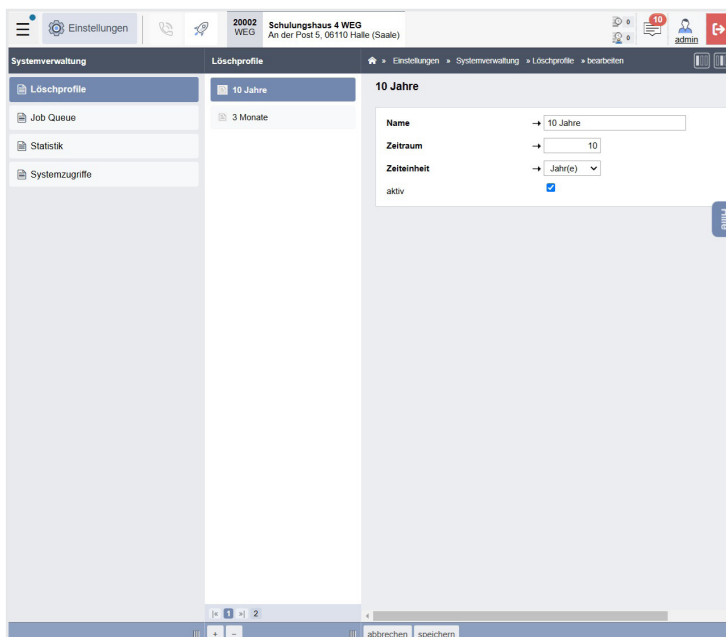 Einstellungen
20002
WEG
Schulungshaus 4 WEG
An der Post 5, 06110 Halle (Saale)
0
0
10
admin
Systemverwaltung
Löschprofile
Job Queue
Statistik
Systemzugriffe
Löschprofile
10 Jahre
3 Monate
» Einstellungen » Systemverwaltung » Löschprofile » bearbeiten
10 Jahre
Name → 10 Jahre
Zeitraum → 10
Zeiteinheit → Jahr(e)
aktiv
Hilfe
|« 1 »| 2
+ −
abbrechen speichern